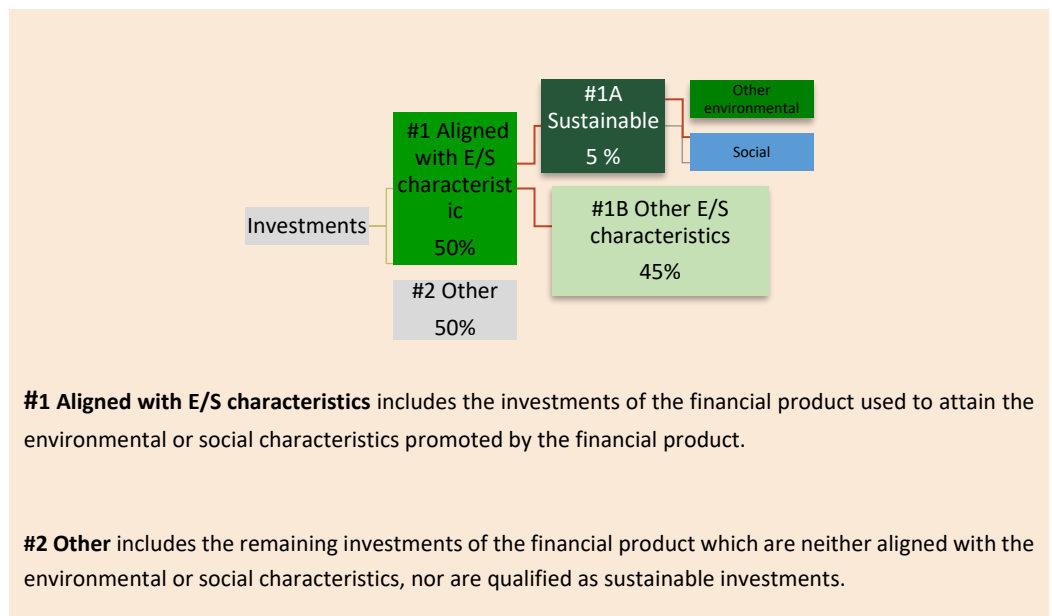 #1A
Sustainable
5 %
Other
environmental
Social
#1 Aligned
with E/S
characterist
ic
50%
#1B Other E/S
characteristics
45%
Investments
#2 Other
50%
#1 Aligned with E/S characteristics includes the investments of the financial product used to attain the
environmental or social characteristics promoted by the financial product.
#2 Other includes the remaining investments of the financial product which are neither aligned with the
environmental or social characteristics, nor are qualified as sustainable investments.